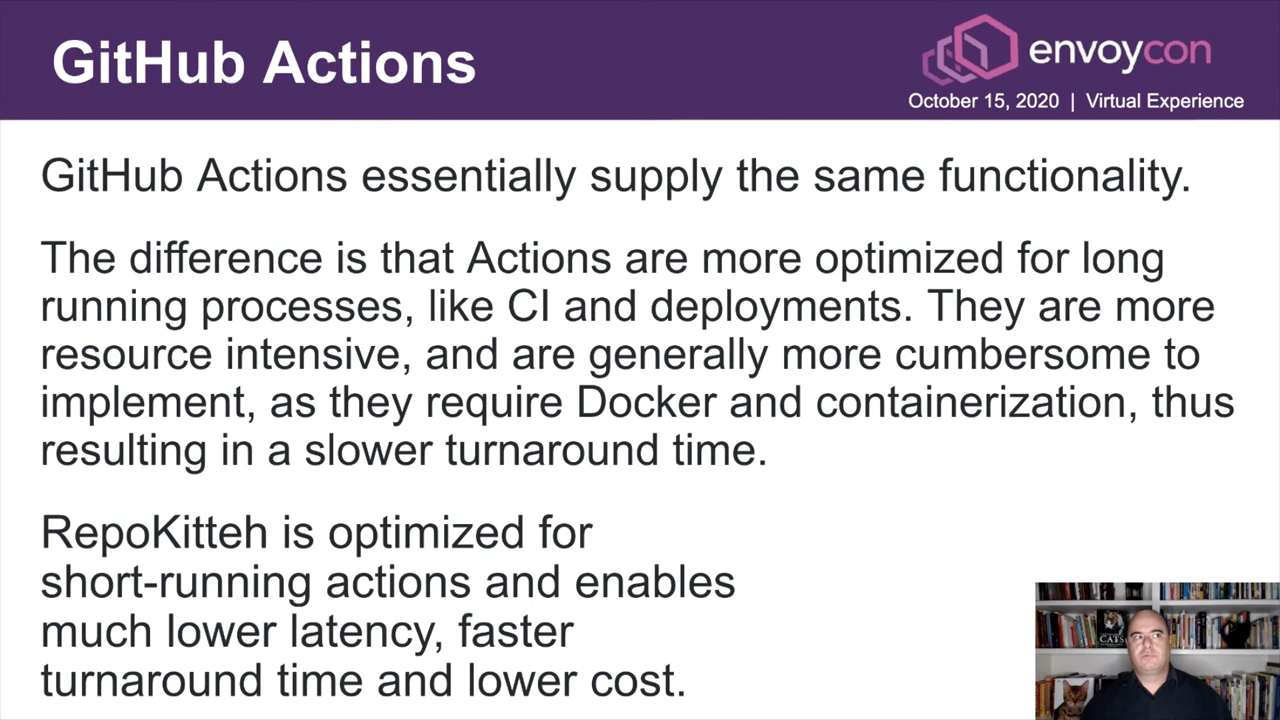 GitHub Actions
envoycon
October 15, 2020 | Virtual Experience
GitHub Actions essentially supply the same functionality.
The difference is that Actions are more optimized for long
running processes, like CI and deployments. They are more
resource intensive, and are generally more cumbersome to
implement, as they require Docker and containerization, thus
resulting in a slower turnaround time.
RepoKitteh is optimized for
short-running actions and enables
much lower latency, faster
turnaround time and lower cost.
CATS